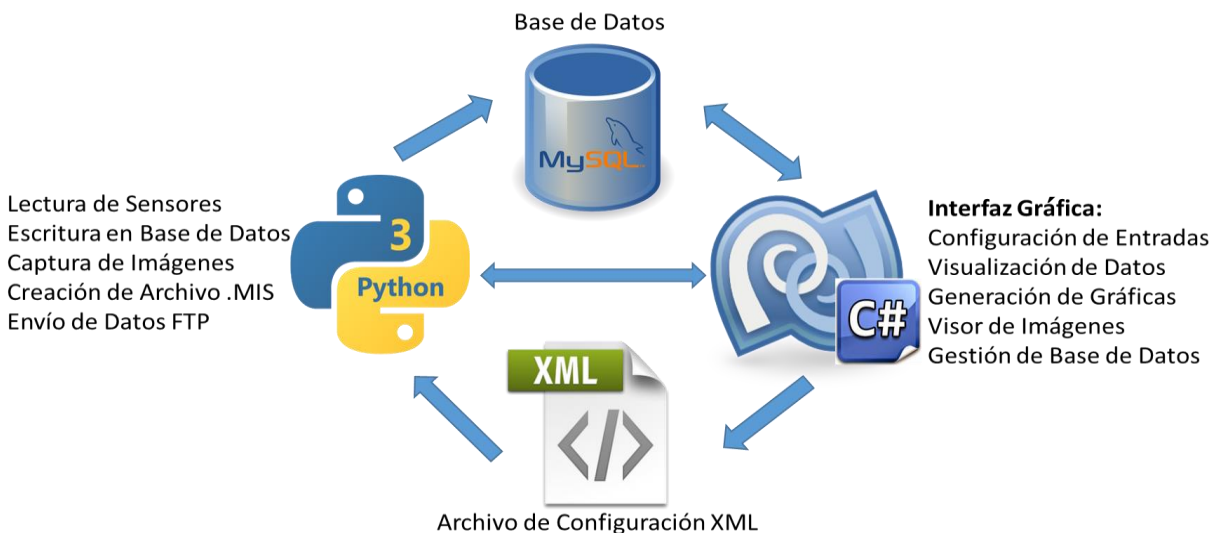 Base de Datos
MySQL
Lectura de Sensores
Escritura en Base de Datos
Captura de Imágenes
Creación de Archivo .MIS
Envío de Datos FTP
3
Python
C#
Interfaz Gráfica:
Configuración de Entradas
Visualización de Datos
Generación de Gráficas
Visor de Imágenes
Gestión de Base de Datos
XML
</>
Archivo de Configuración XML